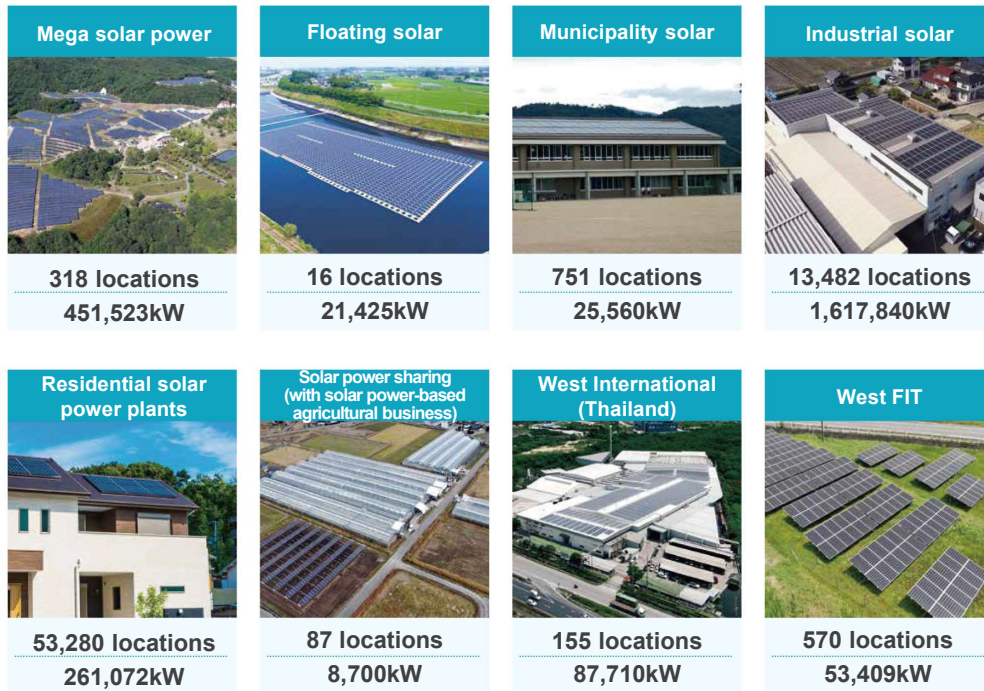 Mega solar power
318 locations
451,523kW
Floating solar
16 locations
21,425kW
Municipality solar
751 locations
25,560kW
Industrial solar
13,482 locations
1,617,840kW
Residential solar
power plants
53,280 locations
261,072kW
Solar power sharing
(with solar power-based
agricultural business)
87 locations
8,700kW
West International
(Thailand)
155 locations
87,710kW
West FIT
570 locations
53,409kW